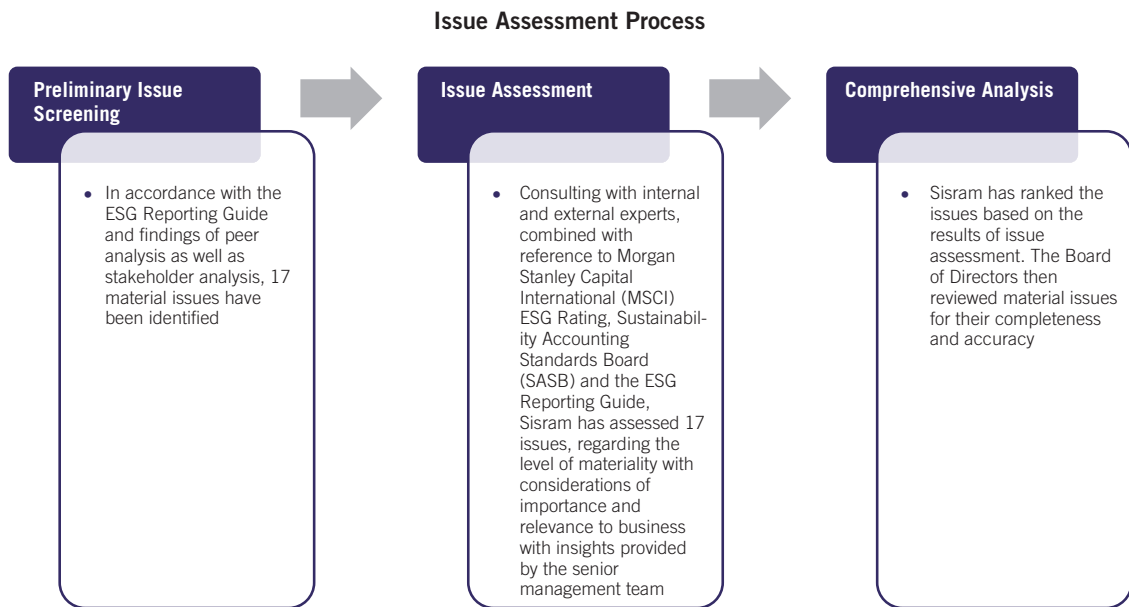 Issue Assessment Process
Preliminary Issue
Screening
• In accordance with the
ESG Reporting Guide
and findings of peer
analysis as well as
stakeholder analysis, 17
material issues have
been identified
Issue Assessment
• Consulting with internal
and external experts,
combined with
reference to Morgan
Stanley Capital
International (MSCI)
ESG Rating, Sustainabil-
ity Accounting
Standards Board
(SASB) and the ESG
Reporting Guide,
Sisram has assessed 17
issues, regarding the
level of materiality with
considerations of
importance and
relevance to business
with insights provided
by the senior
management team
Comprehensive Analysis
• Sisram has ranked the
issues based on the
results of issue
assessment. The Board
of Directors then
reviewed material issues
for their completeness
and accuracy